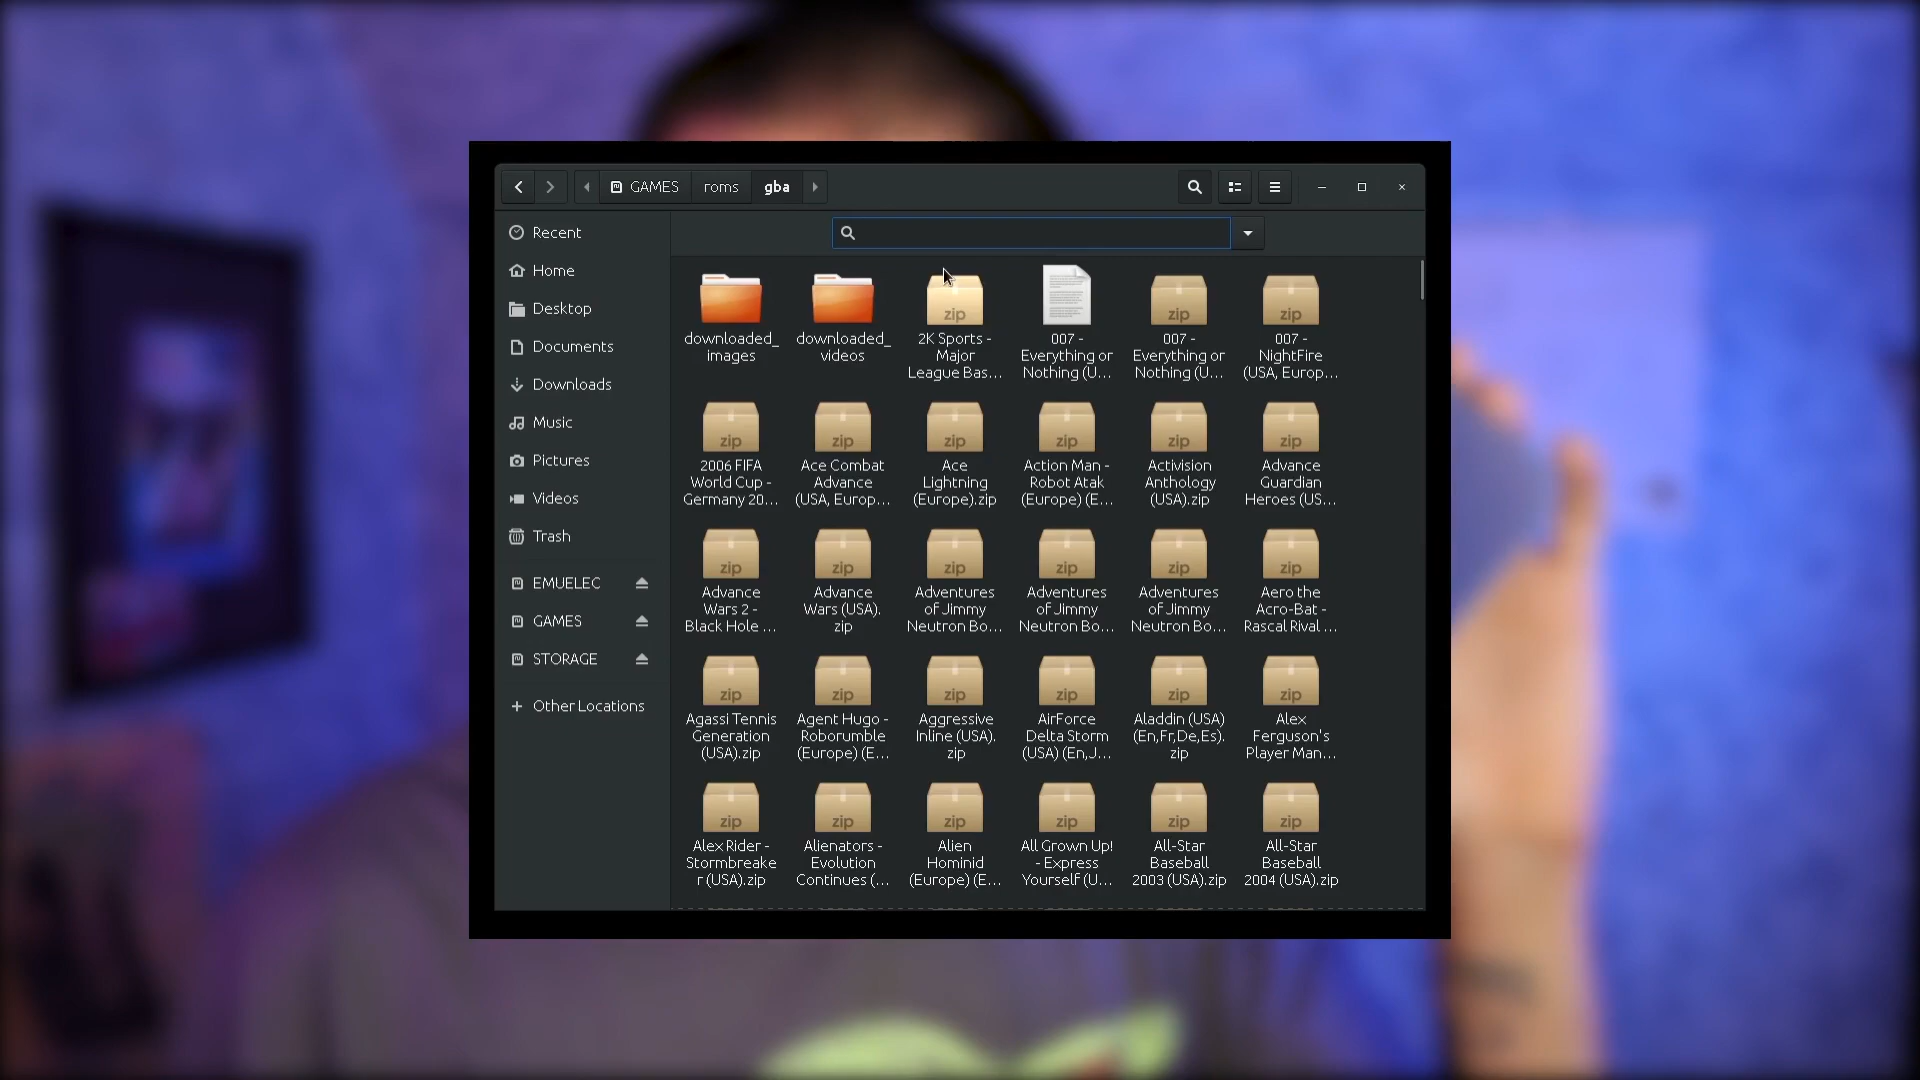 GAMES
roms
gba
Recent
Home
Desktop
Documents
Downloads
Music
Pictures
Videos
Trash
EMUELEC
GAMES
STORAGE
+ Other Locations
downloaded_
images
downloaded_
videos
zip
2K Sports -
Major
League Bas...
007 -
Everything or
Nothing (U...
zip
007 -
Everything or
Nothing (U...
zip
007 -
NightFire
(USA, Europ...
zip
2006 FIFA
World Cup -
Germany 20...
zip
Ace Combat
Advance
(USA, Europ...
zip
Ace
Lightning
(Europe).zip
zip
Action Man -
Robot Atak
(Europe) (E...
zip
Activision
Anthology
(USA).zip
zip
Advance
Guardian
Heroes (US...
zip
Advance
Wars 2 -
Black Hole ...
zip
Advance
Wars (USA).
zip
zip
Adventures
of Jimmy
Neutron Bo...
zip
Adventures
of Jimmy
Neutron Bo...
zip
Adventures
of Jimmy
Neutron Bo...
zip
Aero the
Acro-Bat -
Rascal Rival ...
zip
Agassi Tennis
Generation
(USA).zip
zip
Agent Hugo -
Roborumble
(Europe) (E...
zip
Aggressive
Inline (USA).
zip
zip
AirForce
Delta Storm
(USA) (En,J...
zip
Aladdin (USA)
(En,Fr,De,Es).
zip
zip
Alex
Ferguson's
Player Man...
zip
Alex Rider -
Stormbreake
r (USA).zip
zip
Alienators -
Evolution
Continues (...
zip
Alien
Hominid
(Europe) (E...
zip
All Grown Up!
- Express
Yourself (U...
zip
All-Star
Baseball
2003 (USA).zip
zip
All-Star
Baseball
2004 (USA).zip